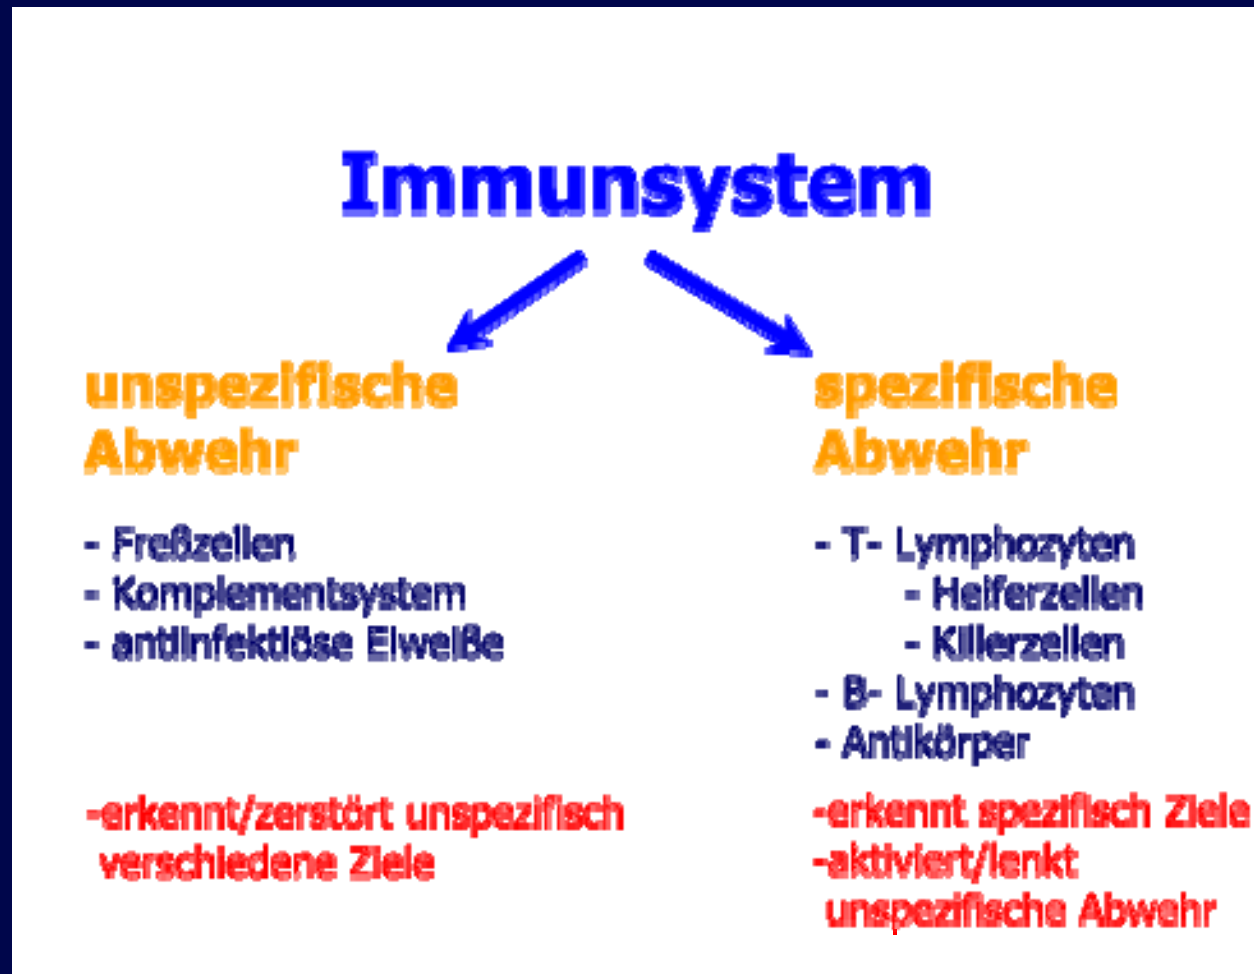 Immunsystem
unspezifische
Abwehr
- Freßzellen
- Komplementsystem
- antiinfektiöse Eiweiße
-erkennt/zerstört unspezifisch
verschiedene Ziele
spezifische
Abwehr
- T- Lymphozyten
- Helferzellen
- Killerzellen
- B- Lymphozyten
- Antikörper
-erkennt spezifisch Ziele
-aktiviert/lenkt
unspezifische Abwehr